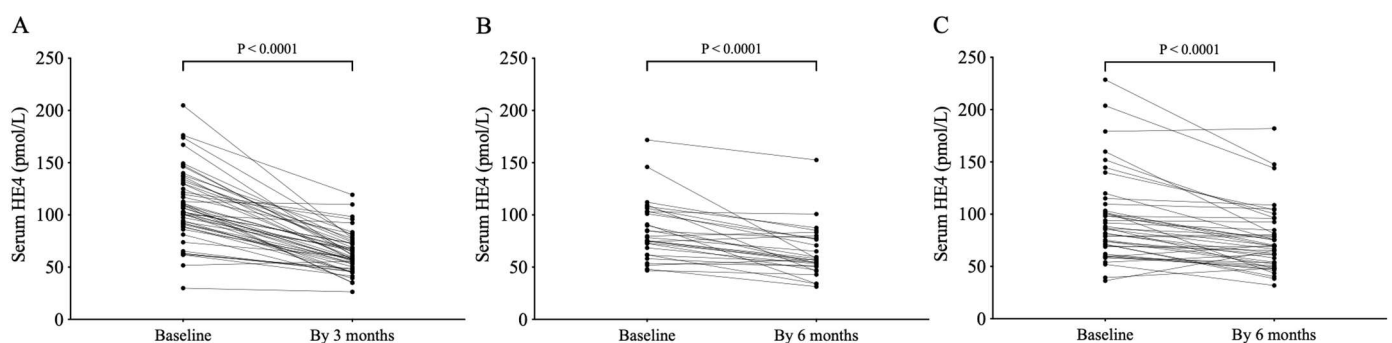 A
P < 0.0001
250
200
150
100
50
0
Serum HE4 (pmol/L)
Baseline
By 3 months
B
P < 0.0001
250
200
150
100
50
0
Serum HE4 (pmol/L)
Baseline
By 6 months
C
P < 0.0001
250
200
150
100
50
0
Serum HE4 (pmol/L)
Baseline
By 6 months